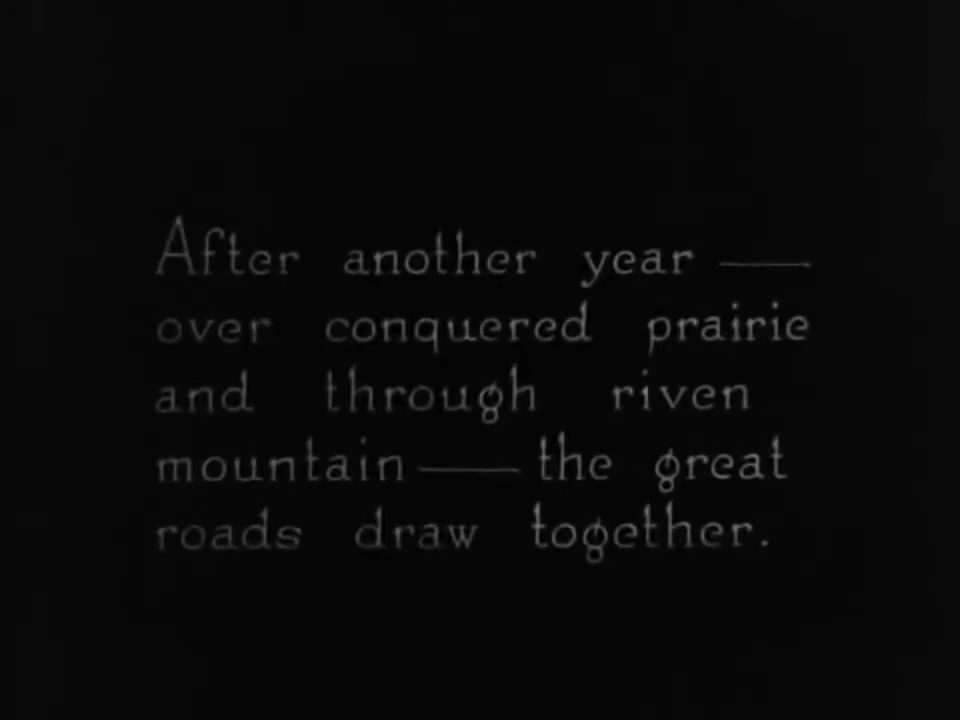 After another year —
over conquered prairie
and through riven
mountain — the great
roads draw together.